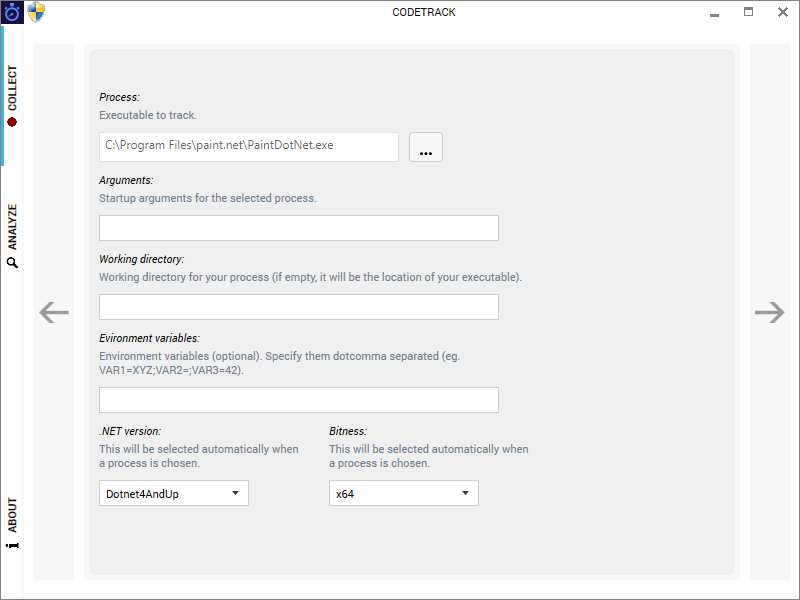 CODETRACK
COLLECT
ANALYZE
ABOUT
Process:
Executable to track.
C:\Program Files\paint.net\PaintDotNet.exe
...
Arguments:
Startup arguments for the selected process.
Working directory:
Working directory for your process (if empty, it will be the location of your executable).
Evironment variables:
Environment variables (optional). Specify them dotcomma separated (eg.
VAR1=XYZ;VAR2=;VAR3=42).
.NET version:
This will be selected automatically when
a process is chosen.
Dotnet4AndUp
Bitness:
This will be selected automatically when
a process is chosen.
x64